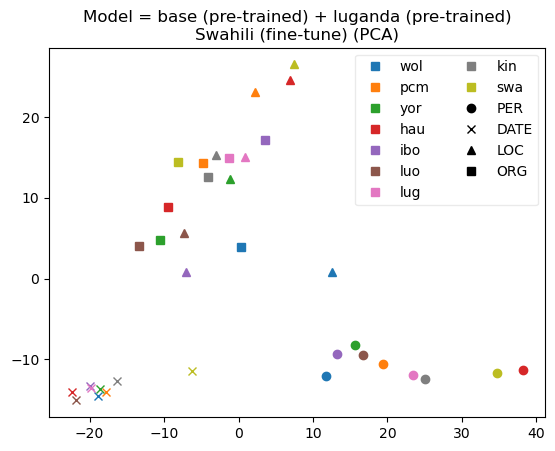 Model = base (pre-trained) + luganda (pre-trained)
Swahili (fine-tune) (PCA)
wol
pcm
yor
hau
ibo
luo
lug
kin
swa
PER
DATE
LOC
ORG
20
10
0
−10
−20
−10
0
10
20
30
40